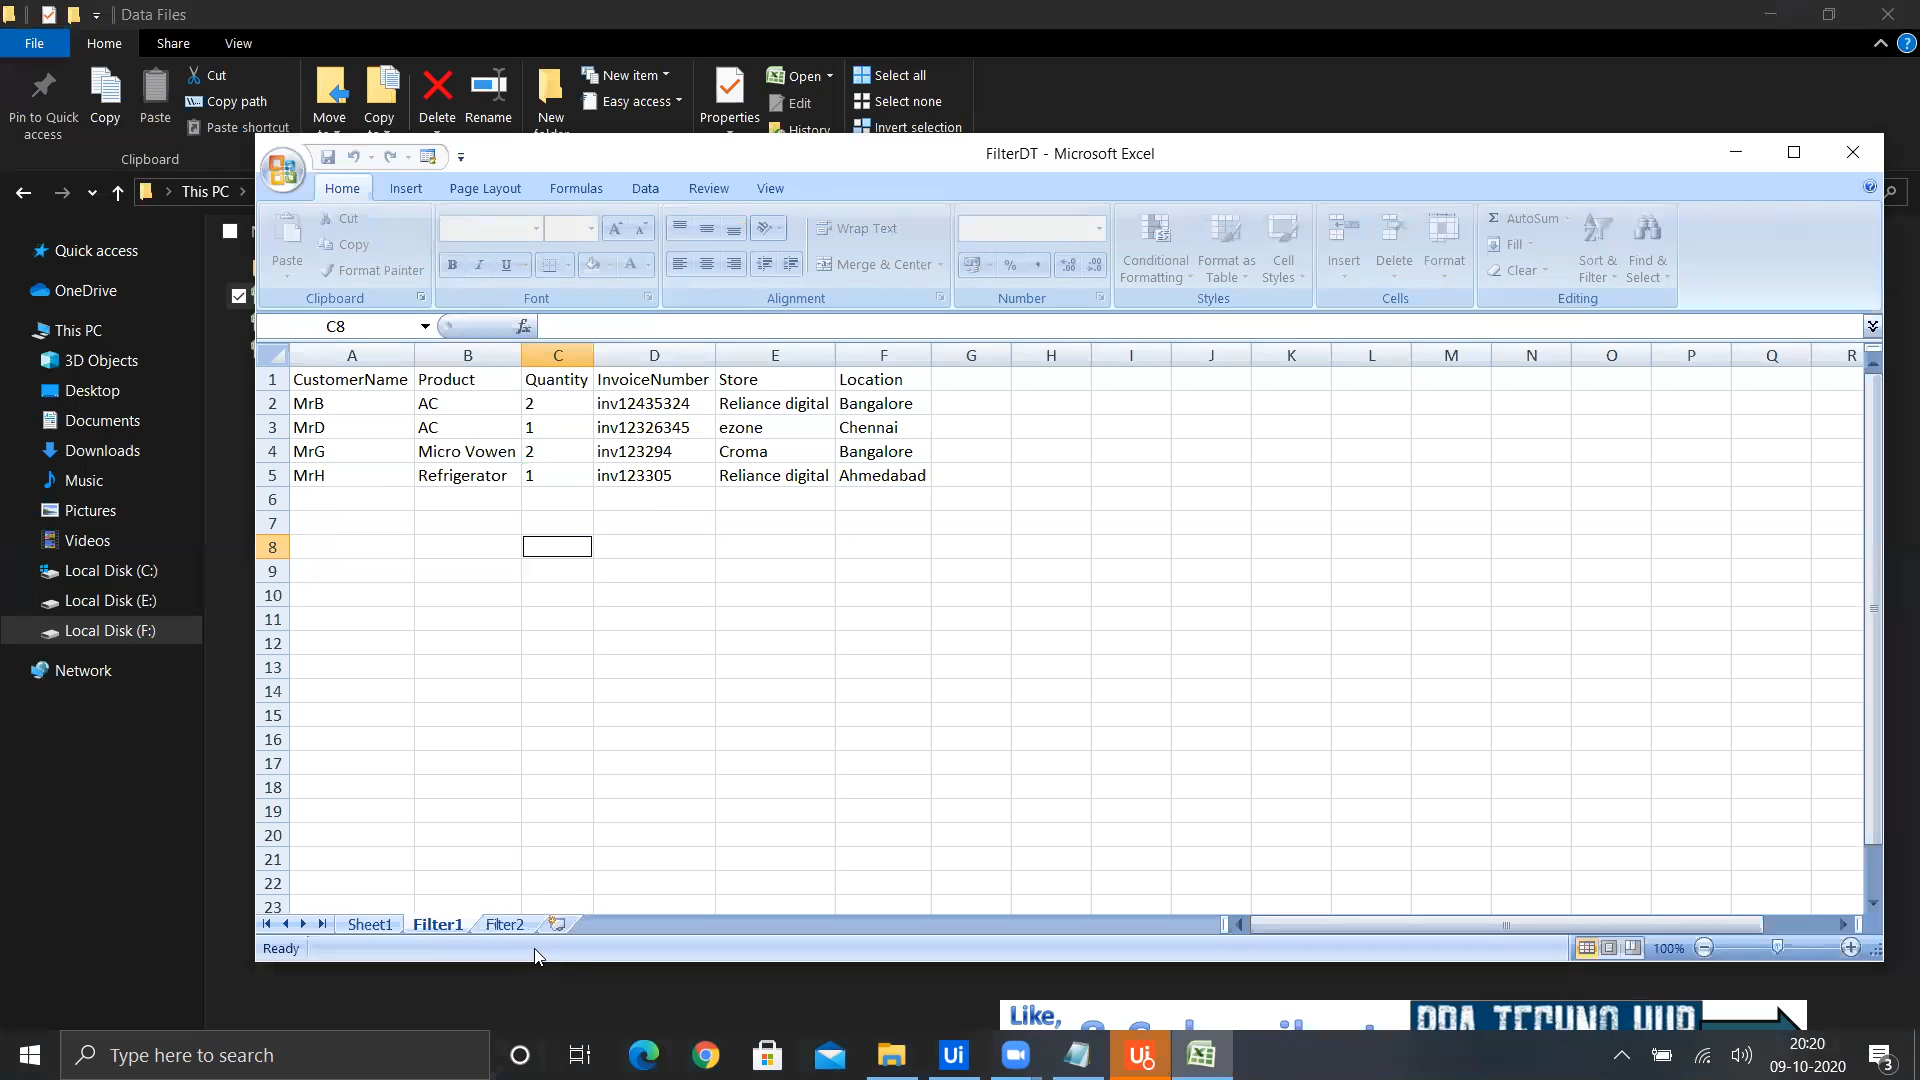 Data Files
File Home Share View
Pin to Quick access
Copy
Paste
Cut
Copy path
Paste shortcut
Clipboard
Move
Copy
Delete
Rename
New
New item
Easy access
Properties
Open
Edit
History
Select all
Select none
Invert selection
This PC
Quick access
OneDrive
This PC
3D Objects
Desktop
Documents
Downloads
Music
Pictures
Videos
Local Disk (C:)
Local Disk (E:)
Local Disk (F:)
Network
FilterDT - Microsoft Excel
Home Insert Page Layout Formulas Data Review View
Paste
Cut
Copy
Format Painter
Clipboard
B I U
A
Font
Wrap Text
Merge & Center
Alignment
%
Number
Conditional Formatting
Format as Table
Cell Styles
Styles
Insert Delete Format
Cells
Σ AutoSum
Fill
Clear
Sort & Filter
Find & Select
Editing
C8
fx
A B C D E F G H I J K L M N O P Q R
1 CustomerName Product Quantity InvoiceNumber Store Location
2 MrB AC 2 inv12435324 Reliance digital Bangalore
3 MrD AC 1 inv12326345 ezone Chennai
4 MrG Micro Vowen 2 inv123294 Croma Bangalore
5 MrH Refrigerator 1 inv123305 Reliance digital Ahmedabad
6
7
8
9
10
11
12
13
14
15
16
17
18
19
20
21
22
23
Sheet1 Filter1 Filter2
Ready
100%
Like,
Type here to search
Ui
Ui
20:20
09-10-2020
3